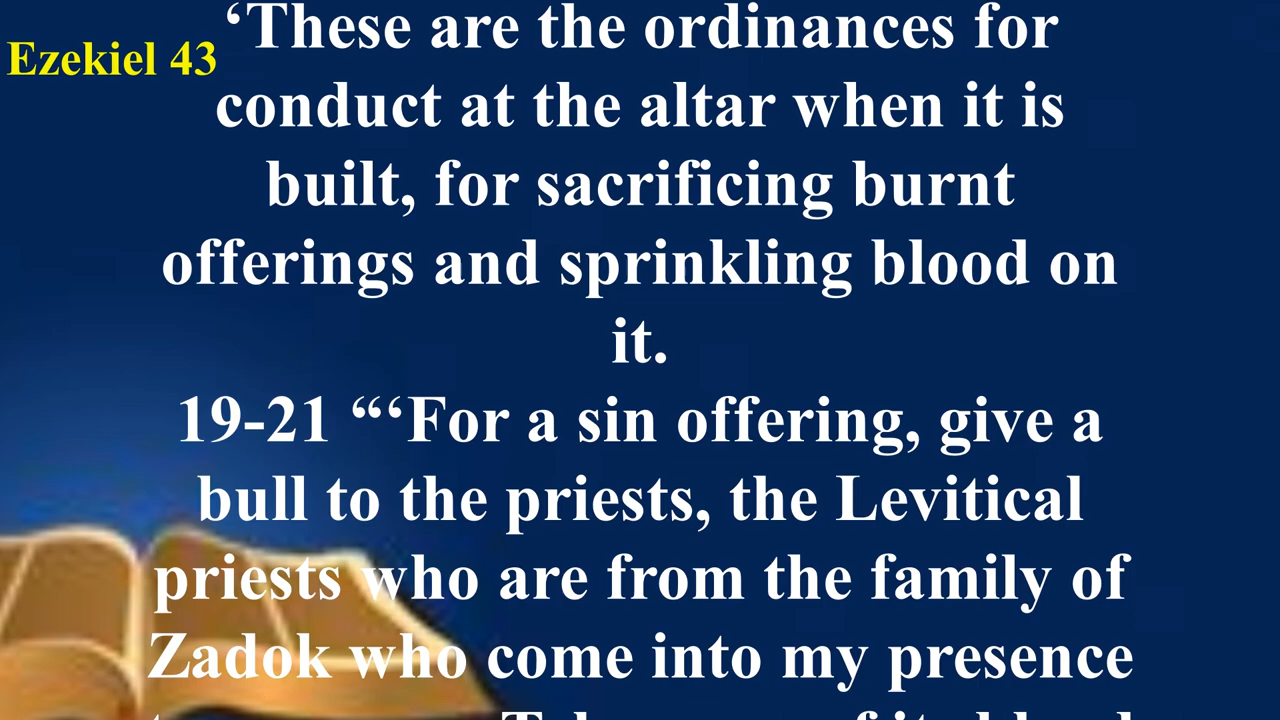 ‘These are the ordinances for
Ezekiel 43
conduct at the altar when it is
built, for sacrificing burnt
offerings and sprinkling blood on
it.
19-21 “‘For a sin offering, give a
bull to the priests, the Levitical
priests who are from the family of
Zadok who come into my presence